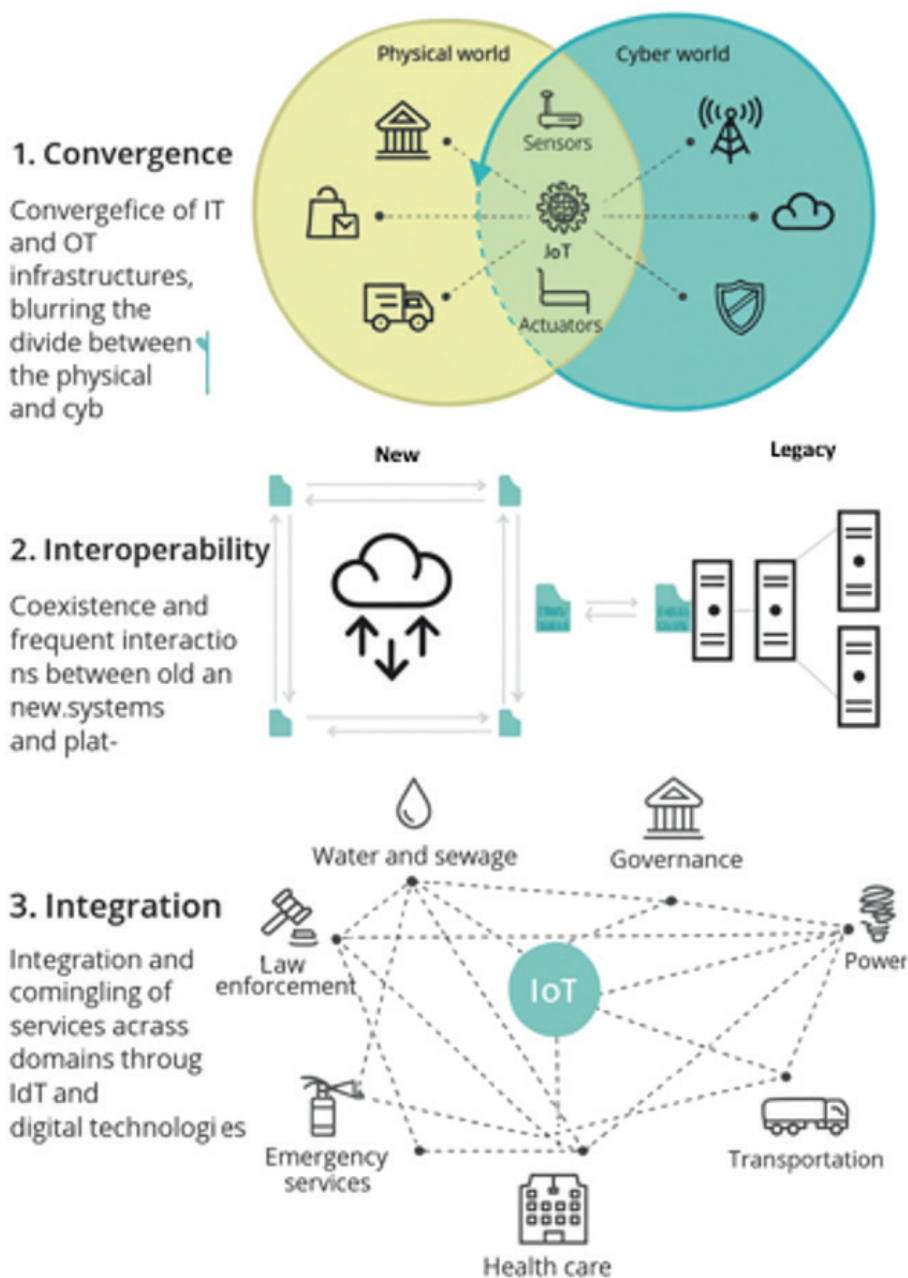 Physical world
Cyber world
1. Convergence
Convergefice of IT
and OT
infrastructures,
blurring the
divide between
the physical
and cyb
Sensors
IoT
Actuators
New
Legacy
2. Interoperability
Coexistence and
frequent interactio
ns between old an
new.systems
and plat-
Water and sewage
Governance
3. Integration
Integration and
comingling of
services acrass
domains throug
IdT and
digital technologies
Law
enforcement
IoT
Power
Emergency
services
Transportation
Health care